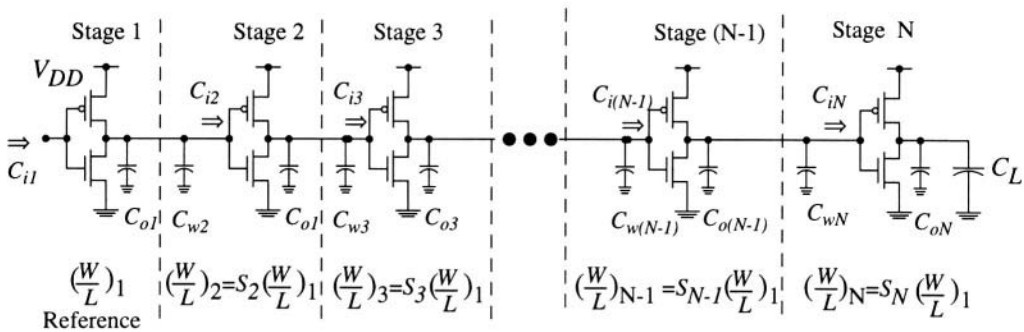 Stage 1 Stage 2 Stage 3 Stage (N-1) Stage N
V_DD
C_i2 C_i3 C_i(N-1) C_iN
⇒ ⇒ ⇒ ⇒ ⇒
C_i1 C_L
C_o1 C_w2 C_o1 C_w3 C_o3 C_w(N-1) C_o(N-1) C_wN C_oN
(W/L)_1 (W/L)_2=S_2(W/L)_1 (W/L)_3=S_3(W/L)_1 (W/L)_N-1=S_N-1(W/L)_1 (W/L)_N=S_N(W/L)_1
Reference